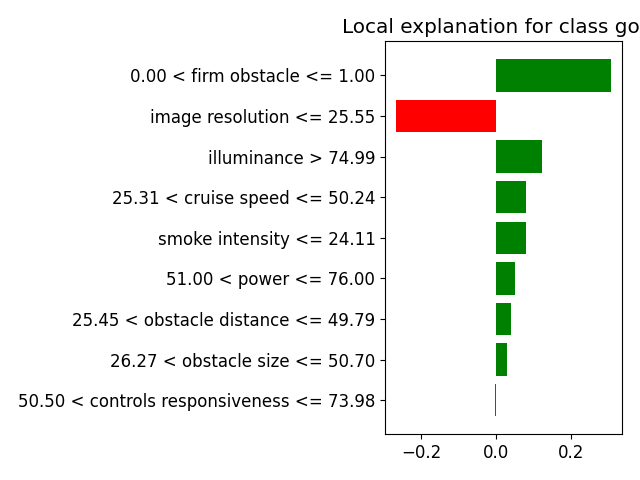 Local explanation for class go
0.00 < firm obstacle <= 1.00
image resolution <= 25.55
illuminance > 74.99
25.31 < cruise speed <= 50.24
smoke intensity <= 24.11
51.00 < power <= 76.00
25.45 < obstacle distance <= 49.79
26.27 < obstacle size <= 50.70
50.50 < controls responsiveness <= 73.98
−0.2 0.0 0.2